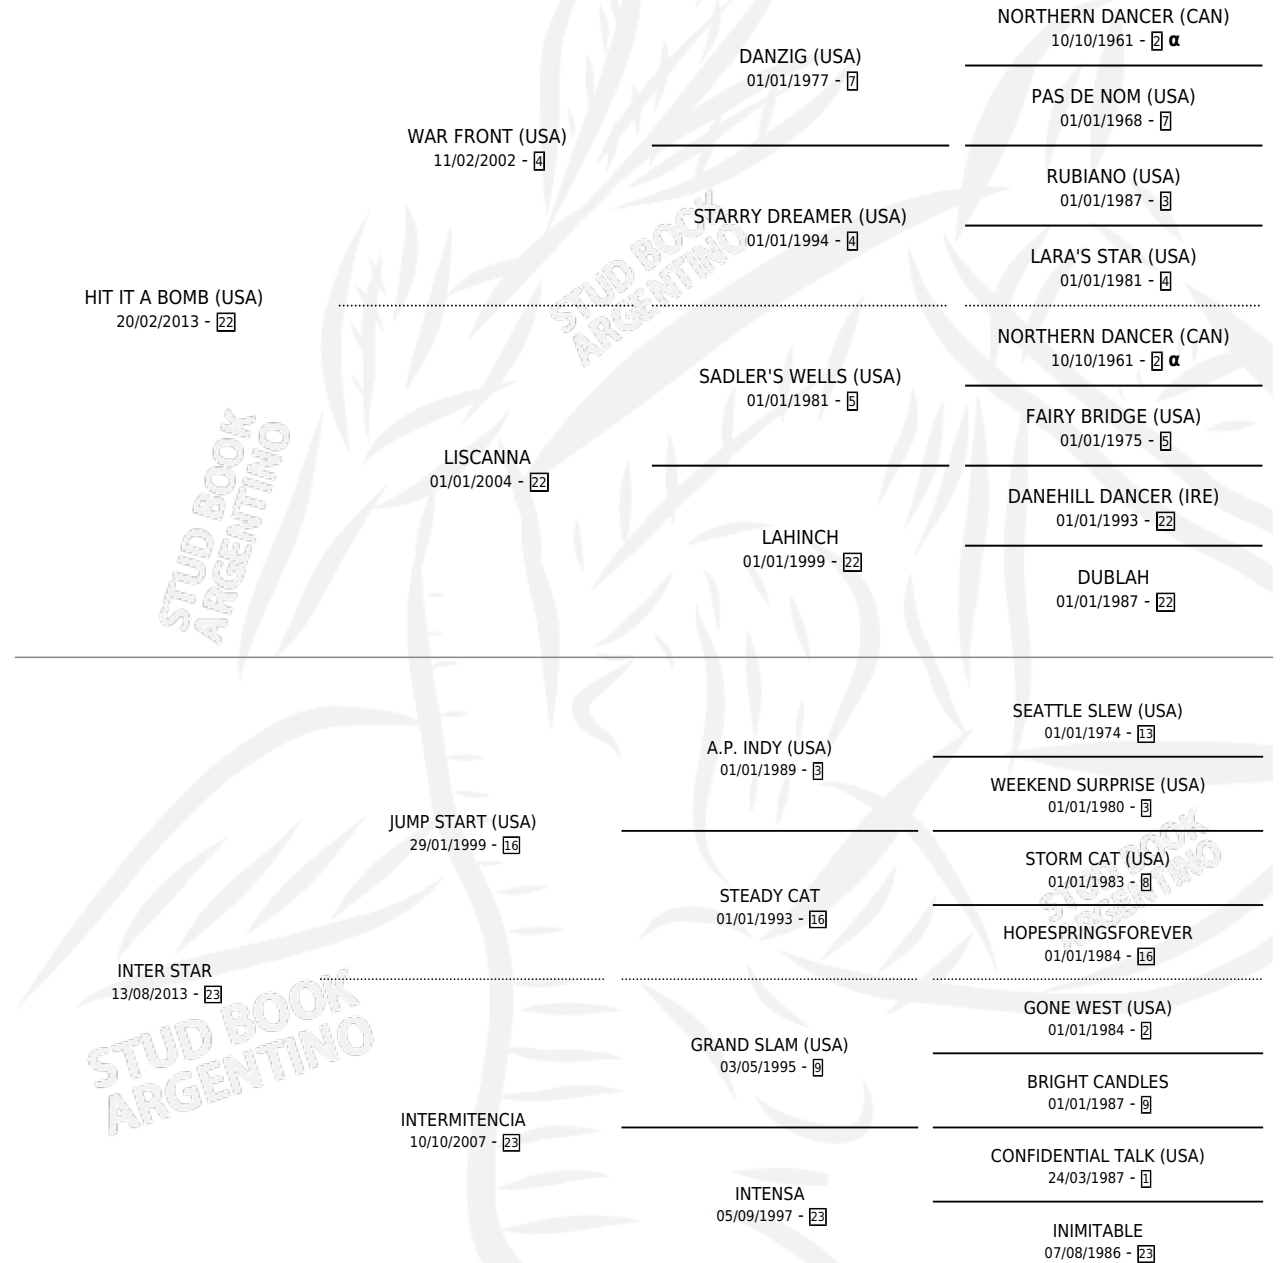 NORTHERN DANCER (CAN)
10/10/1961 - 2 α
DANZIG (USA)
01/01/1977 - 7
PAS DE NOM (USA)
01/01/1968 - 7
WAR FRONT (USA)
11/02/2002 - 4
RUBIANO (USA)
01/01/1987 - 3
STARRY DREAMER (USA)
01/01/1994 - 4
LARA'S STAR (USA)
01/01/1981 - 4
HIT IT A BOMB (USA)
20/02/2013 - 22
NORTHERN DANCER (CAN)
10/10/1961 - 2 α
SADLER'S WELLS (USA)
01/01/1981 - 5
FAIRY BRIDGE (USA)
01/01/1975 - 5
LISCANNA
01/01/2004 - 22
DANEHILL DANCER (IRE)
01/01/1993 - 22
LAHINCH
01/01/1999 - 22
DUBLAH
01/01/1987 - 22
SEATTLE SLEW (USA)
01/01/1974 - 13
A.P. INDY (USA)
01/01/1989 - 3
WEEKEND SURPRISE (USA)
01/01/1980 - 3
JUMP START (USA)
29/01/1999 - 16
STORM CAT (USA)
01/01/1983 - 8
STEADY CAT
01/01/1993 - 16
HOPESPRINGSFOREVER
01/01/1984 - 16
INTER STAR
13/08/2013 - 23
GONE WEST (USA)
01/01/1984 - 2
GRAND SLAM (USA)
03/05/1995 - 9
BRIGHT CANDLES
01/01/1987 - 9
INTERMITENCIA
10/10/2007 - 23
CONFIDENTIAL TALK (USA)
24/03/1987 - 1
INTENSA
05/09/1997 - 23
INIMITABLE
07/08/1986 - 23
STUD BOOK
ARGENTINO
STUD BOOK
ARGENTINO
STUD BOOK
ARGENTINO
STUD BOOK
ARGENTINO